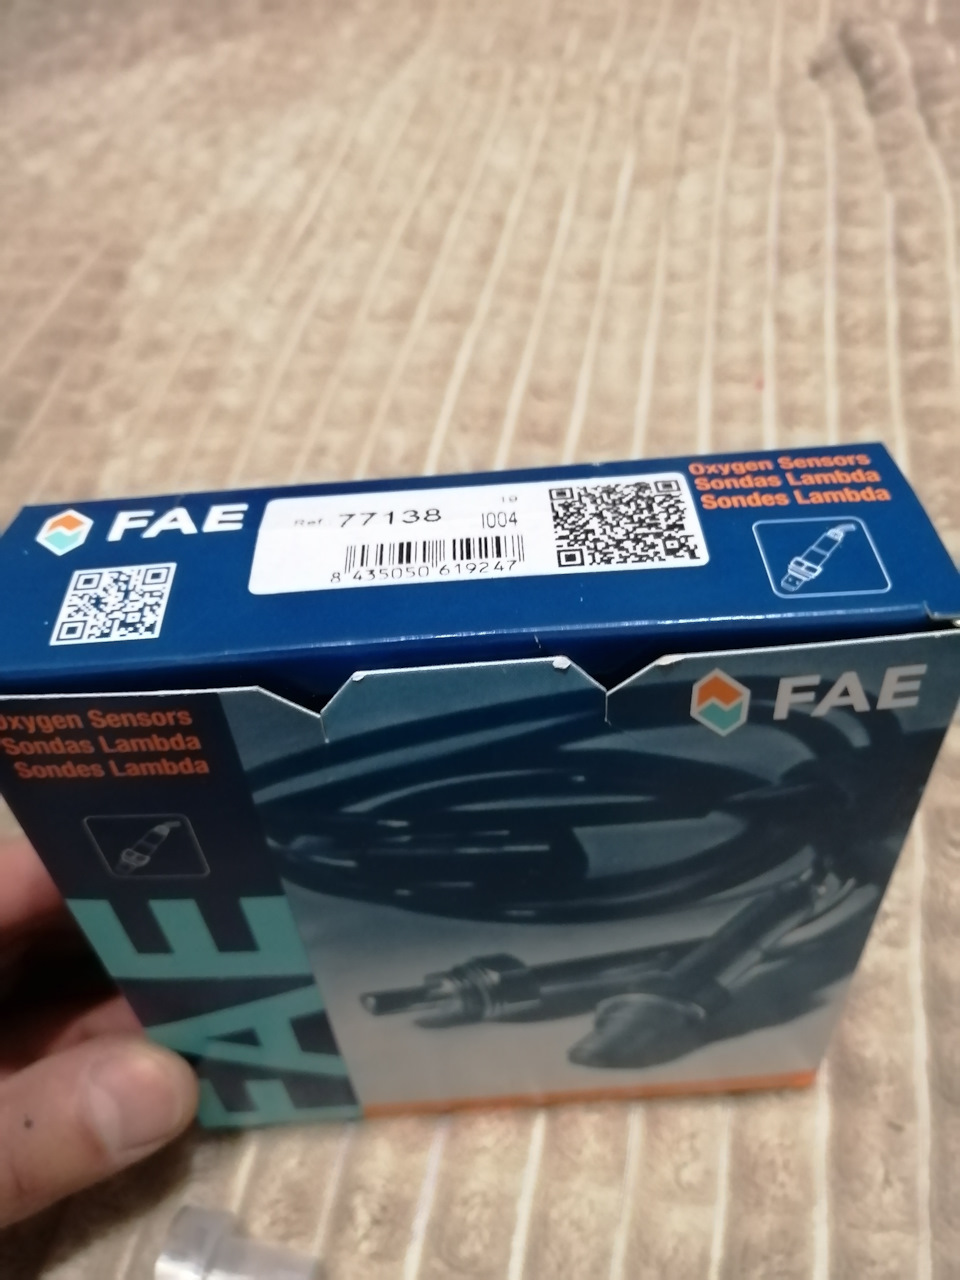 FAE
Ref. 77138
19
1004
8 435050 619247
Oxygen Sensors
Sondas Lambda
Sondes Lambda
FAE
Oxygen Sensors
Sondas Lambda
Sondes Lambda
FAE